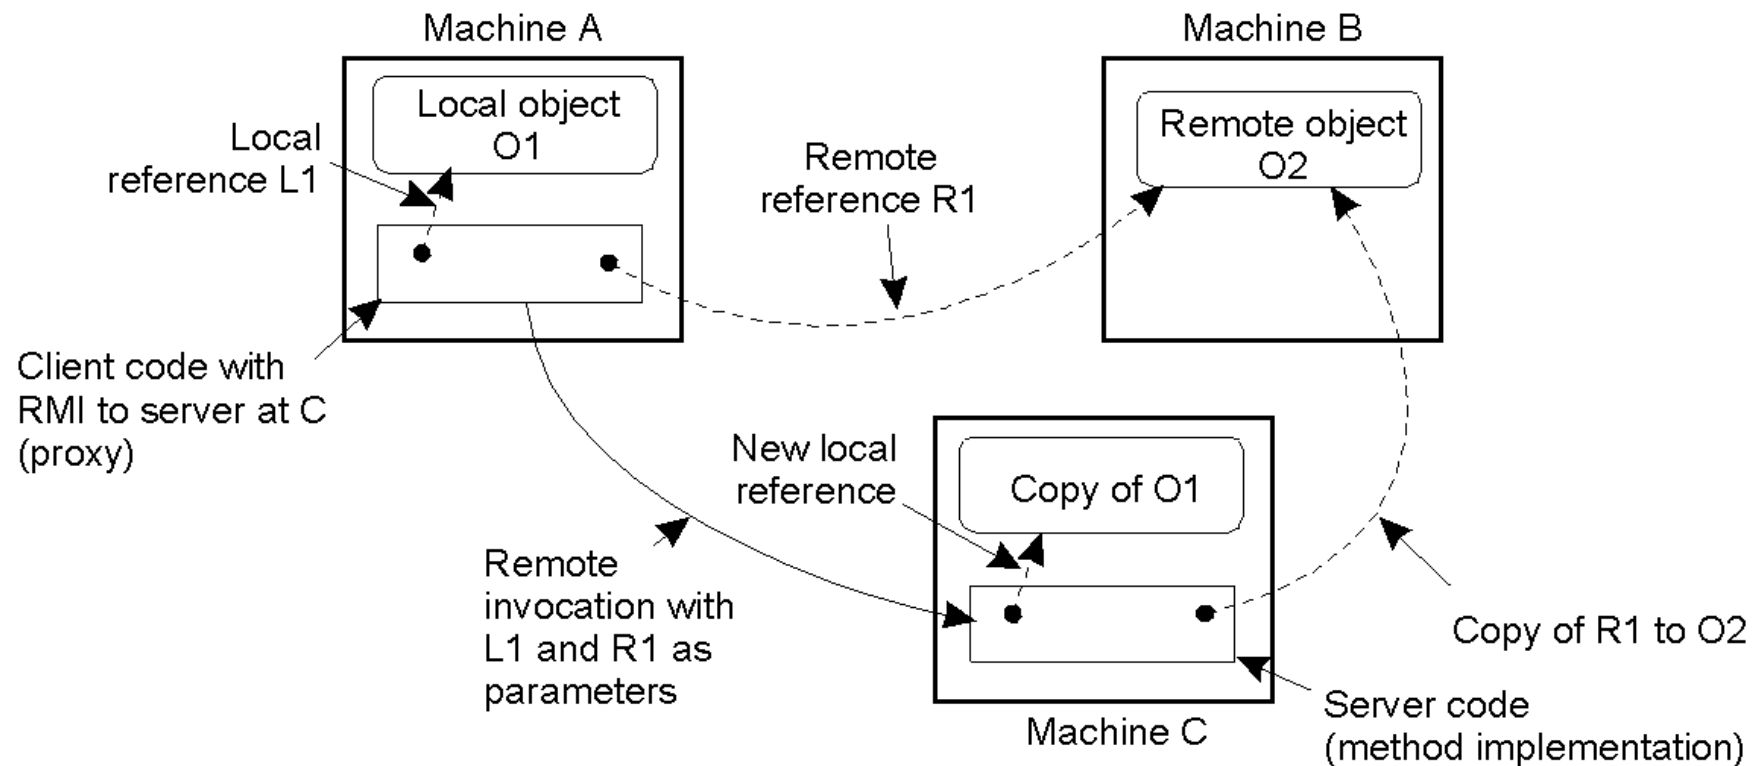 Machine A
Machine B
Local object
O1
Remote object
O2
Local
reference L1
Remote
reference R1
Client code with
RMI to server at C
(proxy)
New local
reference
Copy of O1
Remote
invocation with
L1 and R1 as
parameters
Copy of R1 to O2
Server code
(method implementation)
Machine C